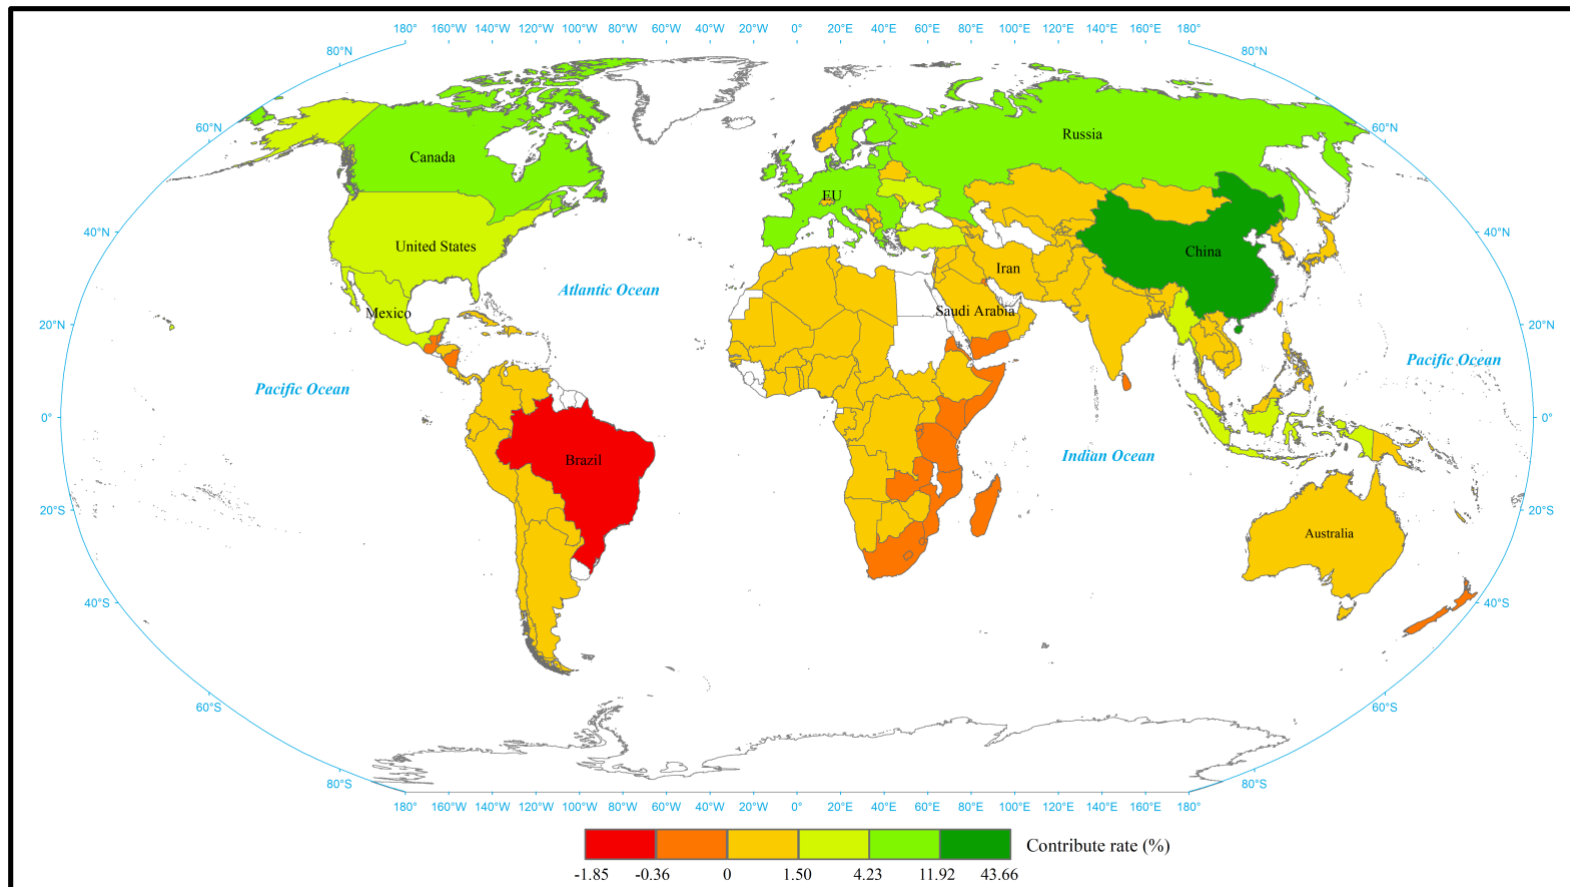 180° 160°W 140°W 120°W 100°W 80°W 60°W 40°W 20°W 0° 20°E 40°E 60°E 80°E 100°E 120°E 140°E 160°E 180°
80°N 80°N
60°N 60°N
Russia
Canada
EU
40°N 40°N
United States
China
Iran
Atlantic Ocean
Mexico
Saudi Arabia
20°N 20°N
Pacific Ocean
Pacific Ocean
0° 0°
Indian Ocean
Brazil
20°S 20°S
Australia
40°S 40°S
60°S 60°S
80°S 80°S
180° 160°W 140°W 120°W 100°W 80°W 60°W 40°W 20°W 0° 20°E 40°E 60°E 80°E 100°E 120°E 140°E 160°E 180°
Contribute rate (%)
-1.85 -0.36 0 1.50 4.23 11.92 43.66